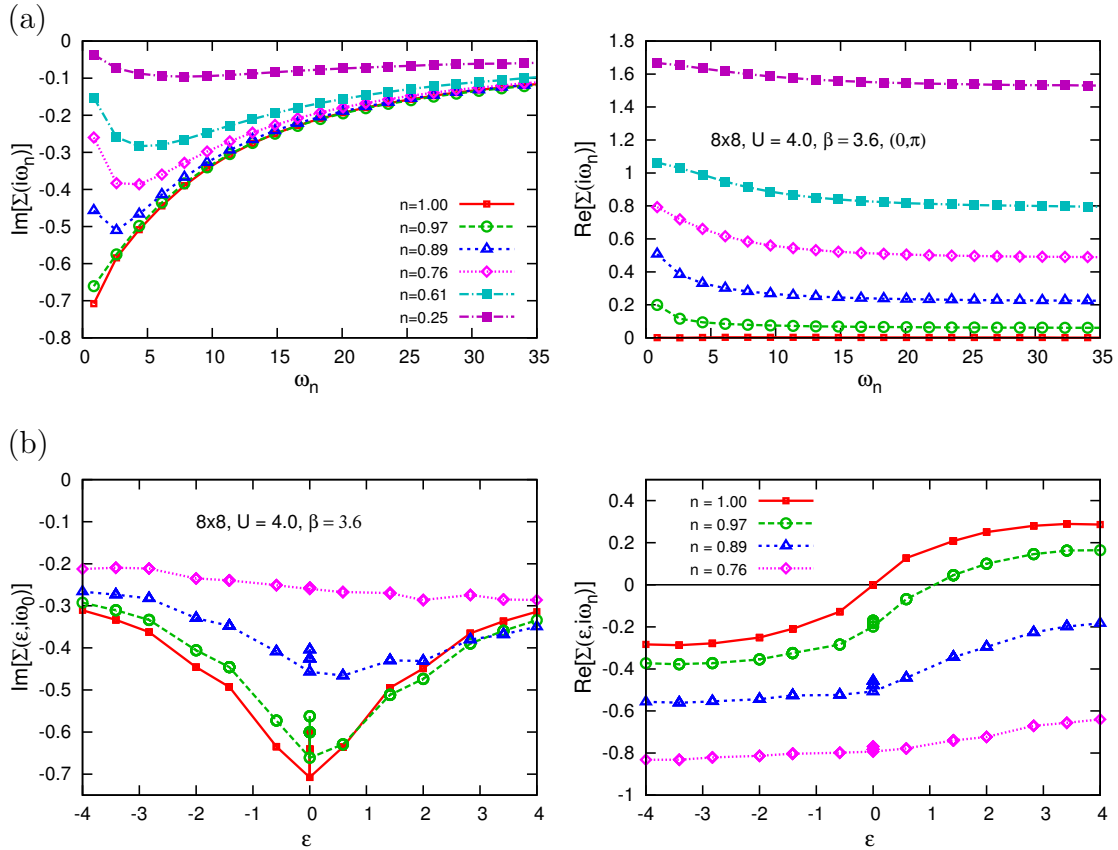 (a)
0
-0.1
-0.2
-0.3
-0.4
-0.5
-0.6
-0.7
-0.8
Im[Σ(iωn)]
n=1.00
n=0.97
n=0.89
n=0.76
n=0.61
n=0.25
0 5 10 15 20 25 30 35
ωn
1.8
1.6
1.4
1.2
1
0.8
0.6
0.4
0.2
0
Re[Σ(iωn)]
8x8, U = 4.0, β = 3.6, (0,π)
0 5 10 15 20 25 30 35
ωn
(b)
0
-0.1
-0.2
-0.3
-0.4
-0.5
-0.6
-0.7
Im[Σ(ε,iω0)]
8x8, U = 4.0, β = 3.6
-4 -3 -2 -1 0 1 2 3 4
ε
0.4
0.2
0
-0.2
-0.4
-0.6
-0.8
-1
Re[Σ(ε,iωn)]
n = 1.00
n = 0.97
n = 0.89
n = 0.76
-4 -3 -2 -1 0 1 2 3 4
ε